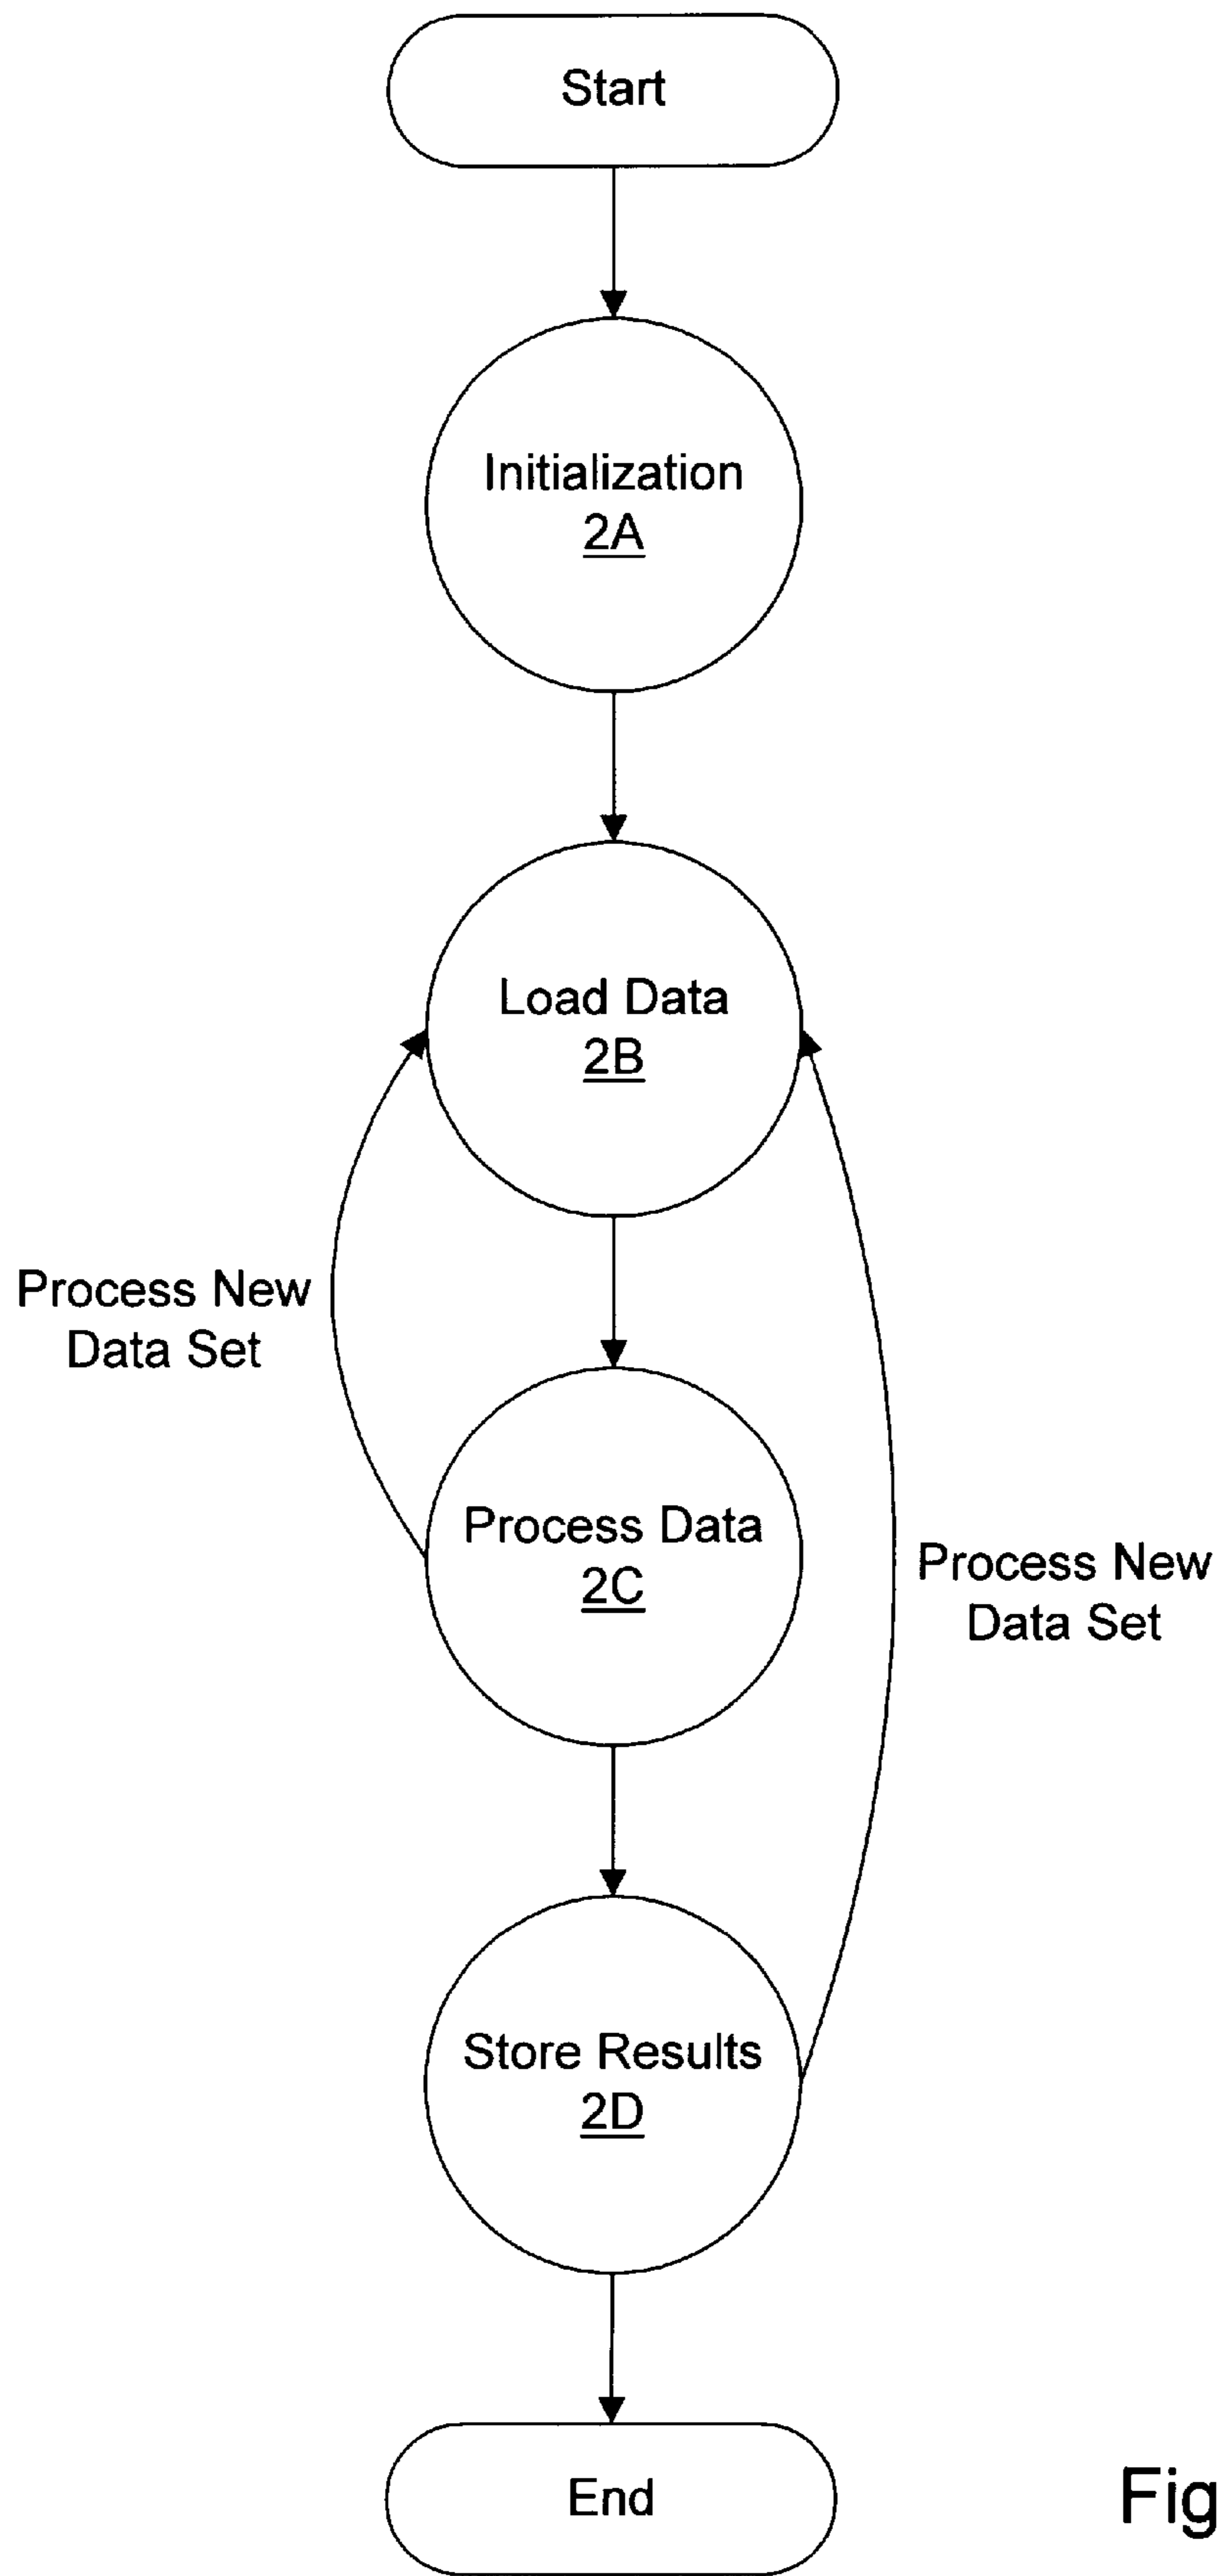 Start
Initialization
2A
Load Data
2B
Process New
Data Set
Process Data
2C
Process New
Data Set
Store Results
2D
End
Fig